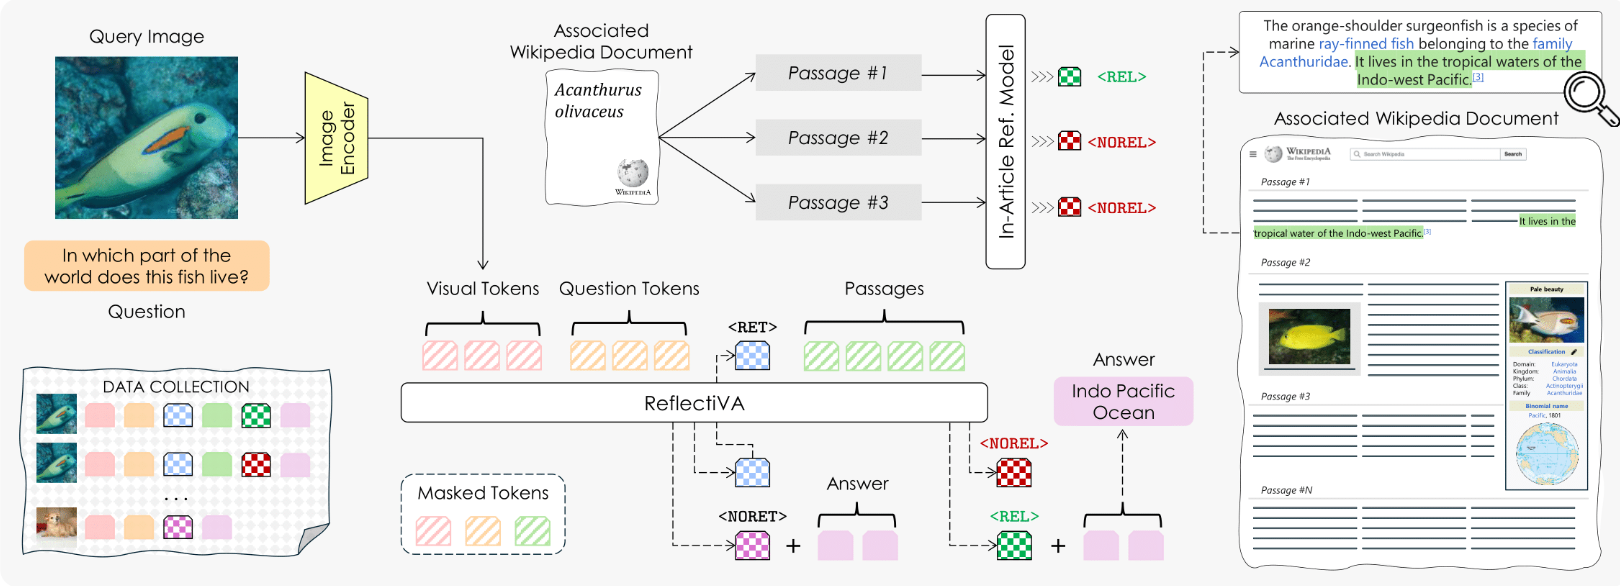 Query Image
In which part of the
world does this fish live?
Question
Image
Encoder
Associated
Wikipedia Document
Acanthurus
olivaceus
WIKIPEDIA
Passage #1
Passage #2
Passage #3
In-Article Ref. Model
>>> <REL>
>>> <NOREL>
>>> <NOREL>
The orange-shoulder surgeonfish is a species of
marine ray-finned fish belonging to the family
Acanthuridae. It lives in the tropical waters of the
Indo-west Pacific.[3]
Associated Wikipedia Document
WIKIPEDIA
The Free Encyclopedia
Search Wikipedia
Search
Passage #1
It lives in the
tropical water of the Indo-west Pacific.[3]
Passage #2
Pale beauty
Classification
Domain: Eukaryota
Kingdom: Animalia
Phylum: Chordata
Class: Actinopterygii
Family Acanthuridae
Binomial name
Pacific, 1801
Passage #3
Passage #N
Visual Tokens
Question Tokens
<RET>
Passages
ReflectiVA
Answer
Indo Pacific
Ocean
DATA COLLECTION
...
Masked Tokens
<NORET>
+
Answer
<NOREL>
<REL>
+